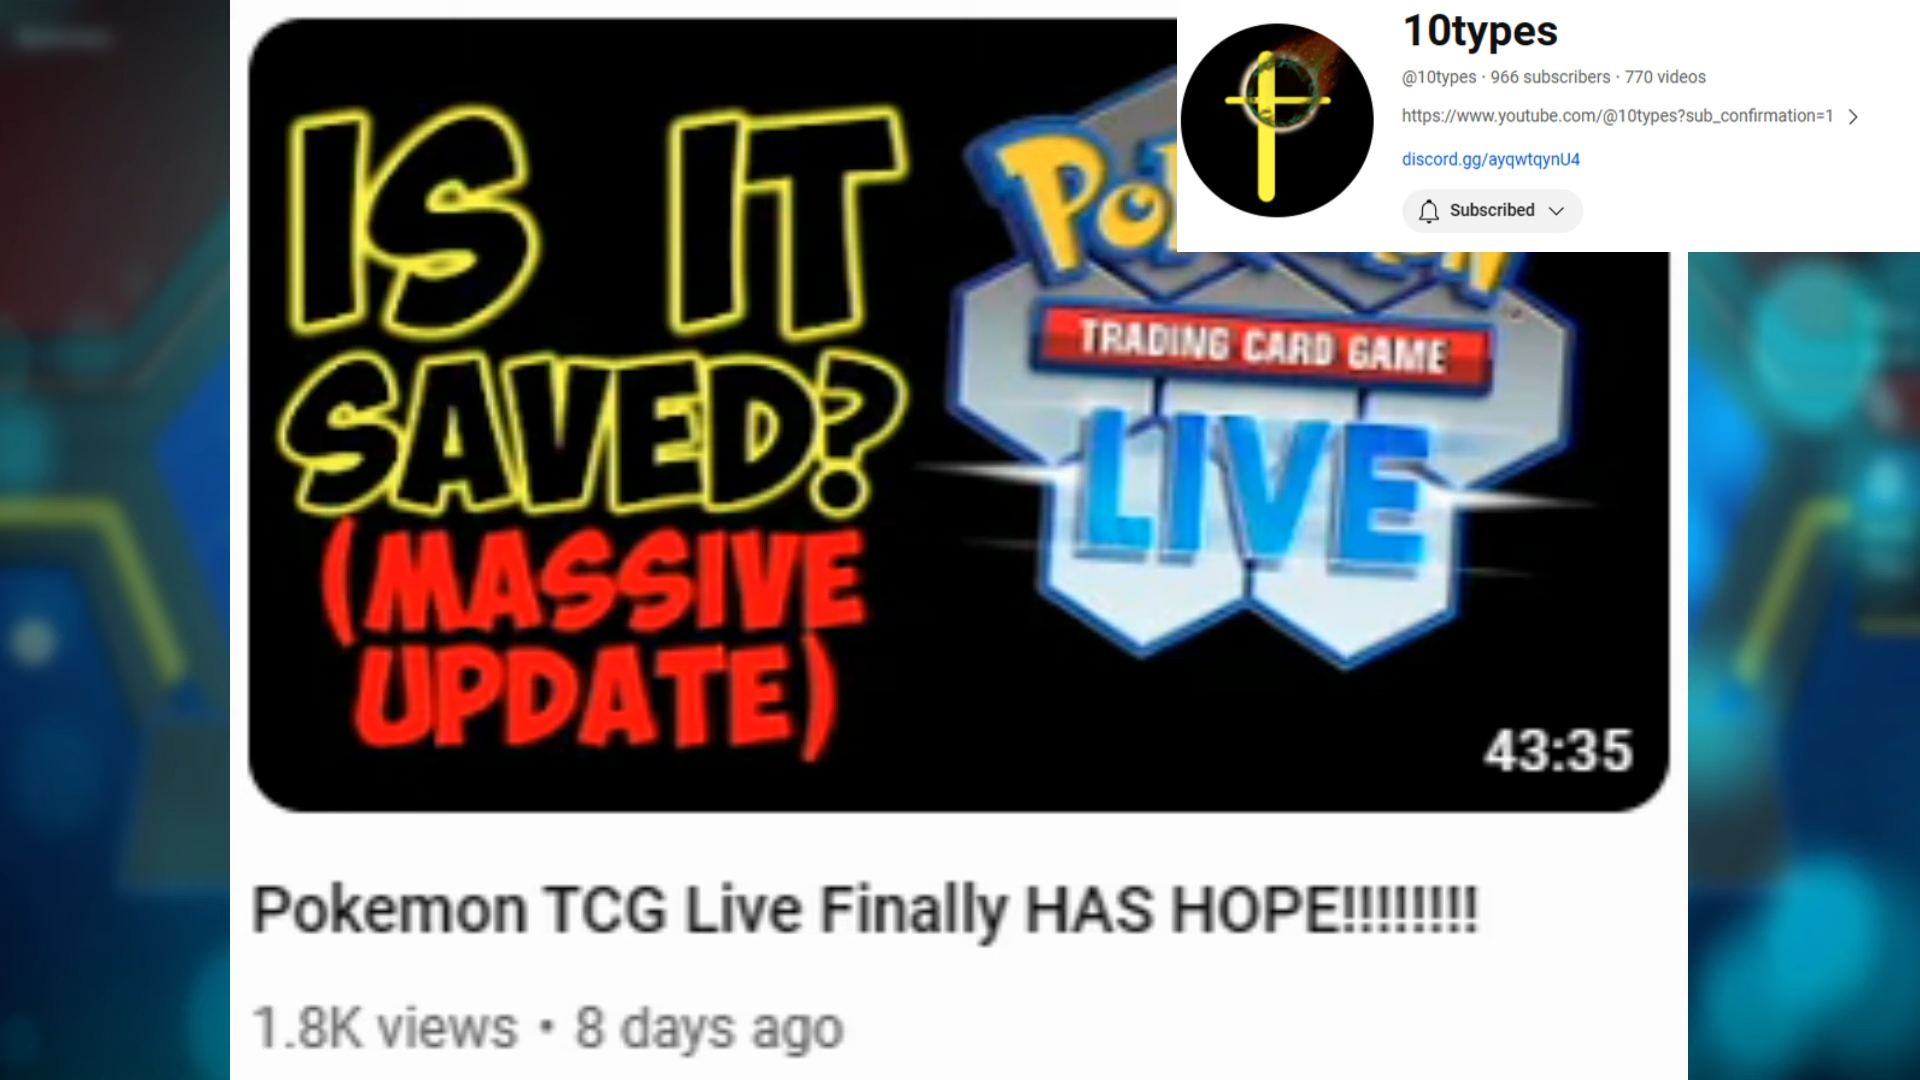 IS IT
SAVED?
(MASSIVE
UPDATE)
TRADING CARD GAME
LIVE
43:35
10types
@10types · 966 subscribers · 770 videos
https://www.youtube.com/@10types?sub_confirmation=1
discord.gg/ayqwtqynU4
Subscribed
Pokemon TCG Live Finally HAS HOPE!!!!!!!!
1.8K views • 8 days ago